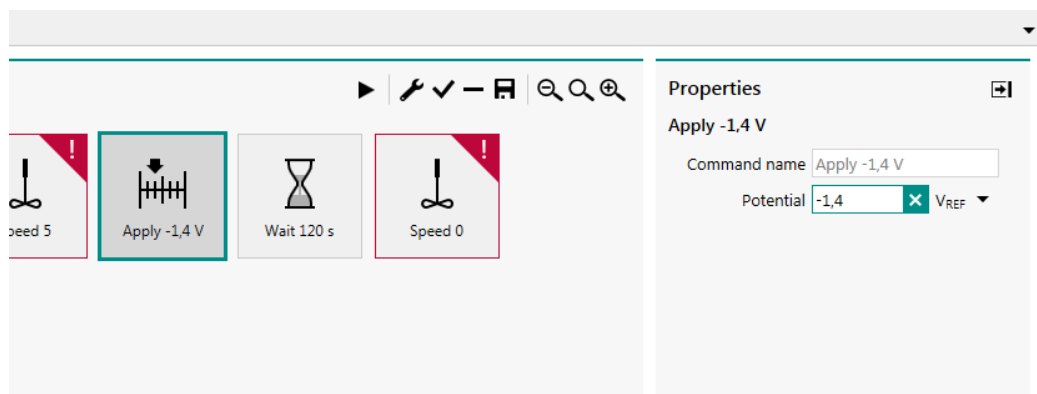 Properties
Apply -1,4 V
Command name Apply -1,4 V
Potential -1,4 VREF
! !
5 Apply -1,4 V Wait 120 s Speed 0